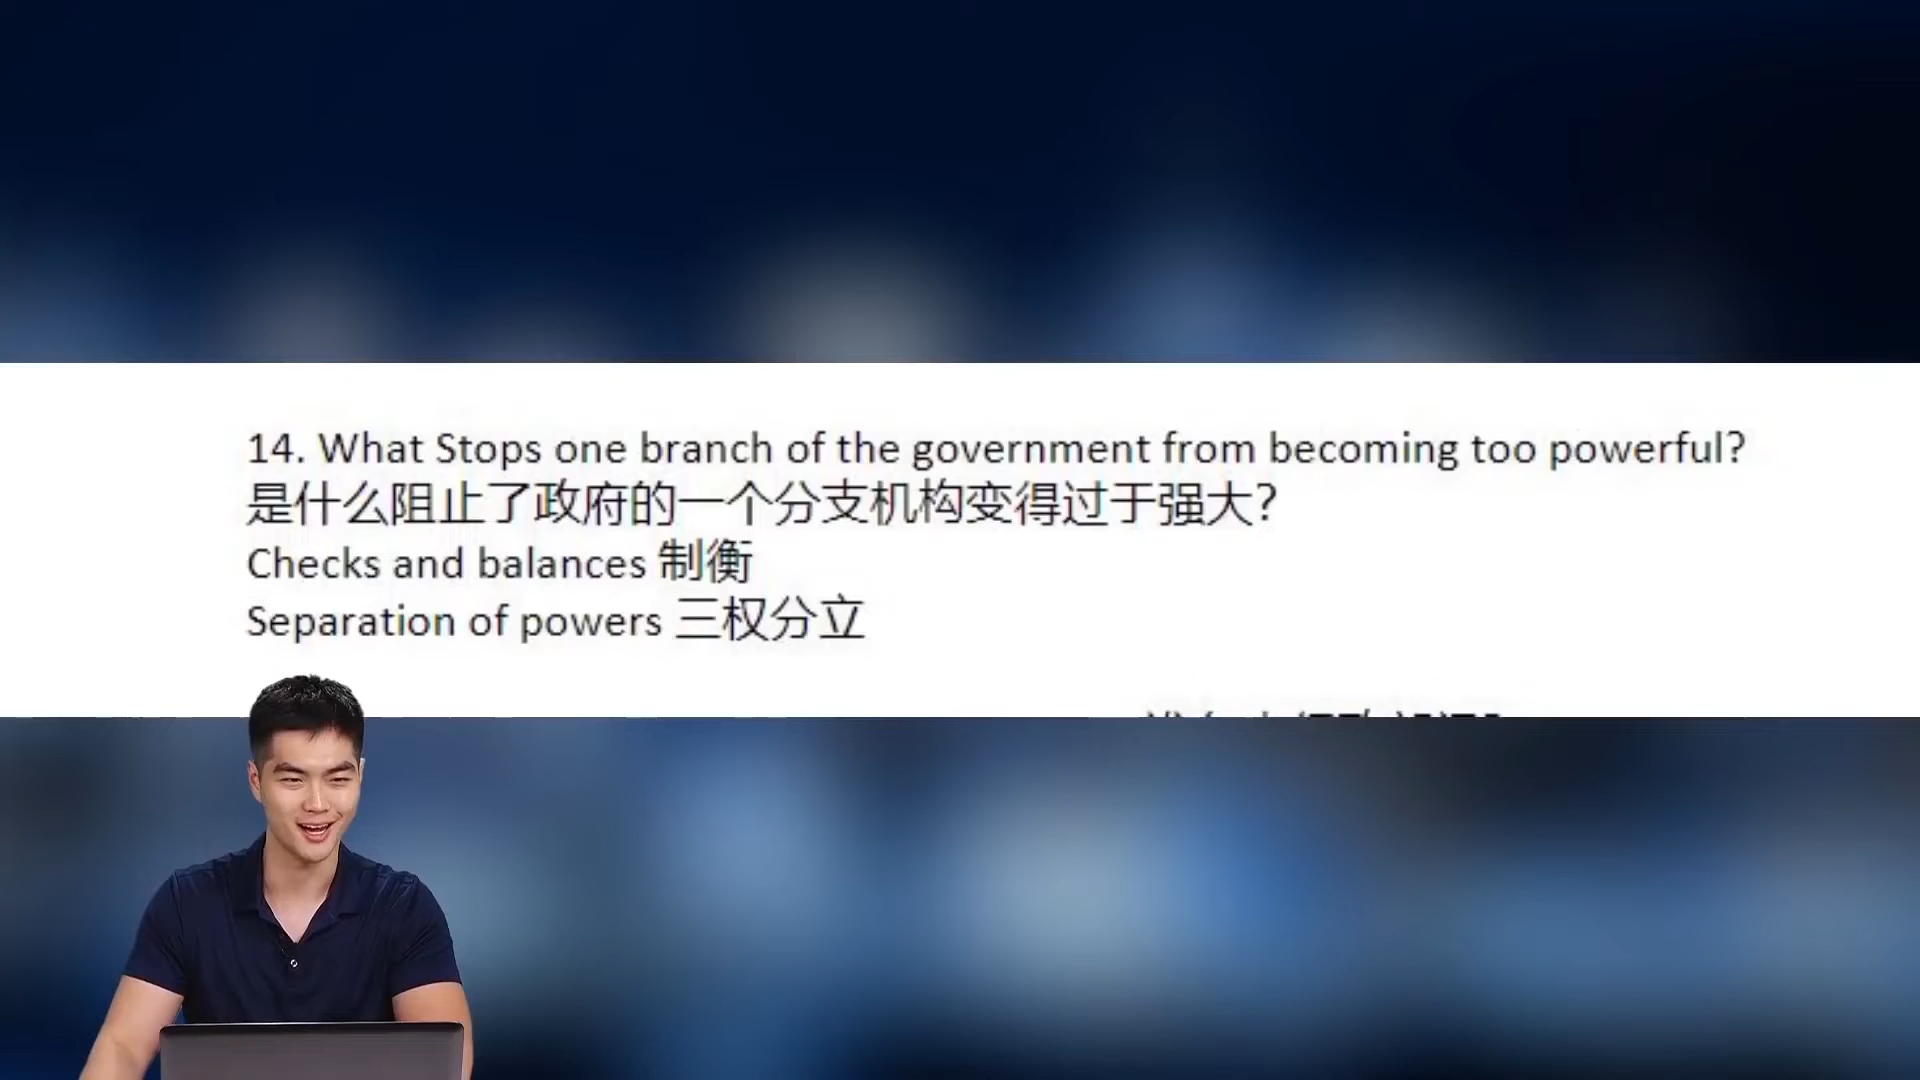 14. What Stops one branch of the government from becoming too powerful?
是什么阻止了政府的一个分支机构变得过于强大?
Checks and balances 制衡
Separation of powers 三权分立